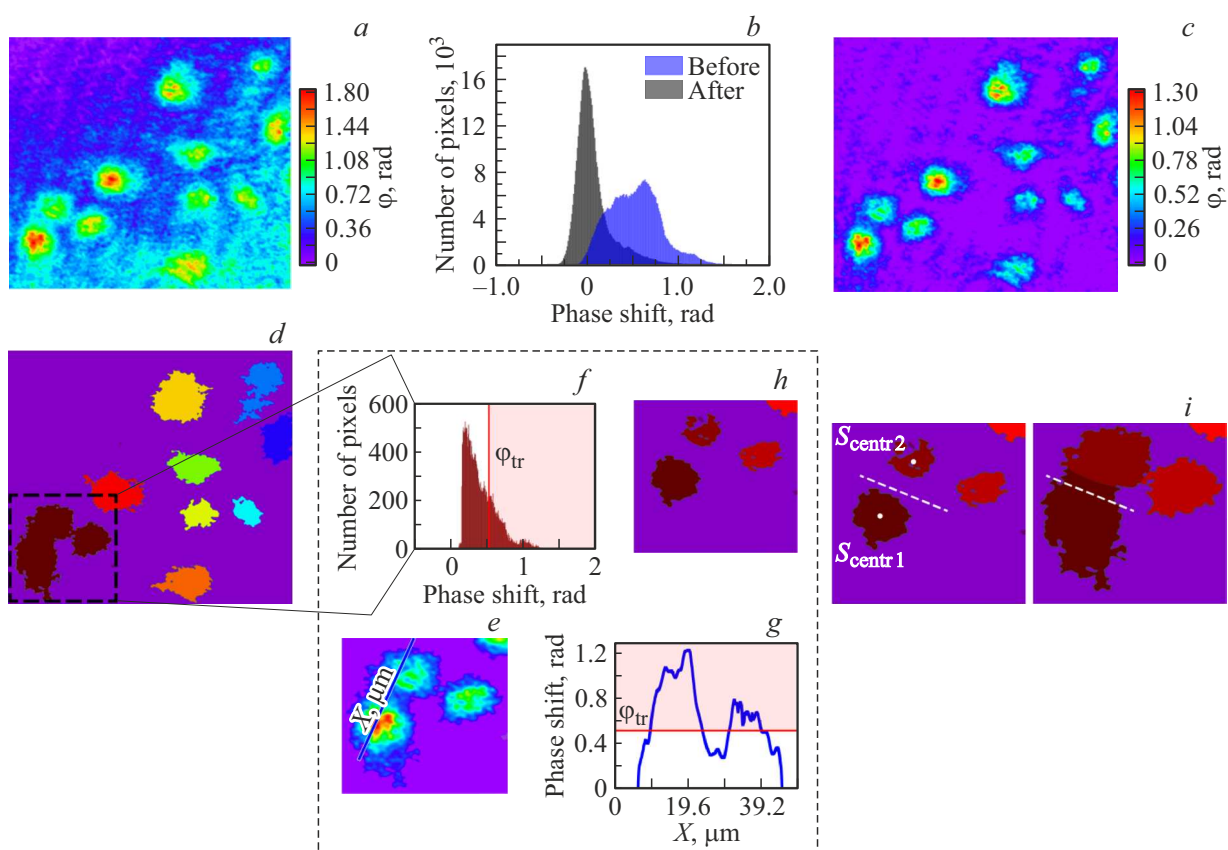 a
1.80
1.44
1.08
0.72
0.36
0
φ, rad
b
Number of pixels, 10³
16
12
8
4
0
Before
After
−1.0
0
1.0
2.0
Phase shift, rad
c
1.30
1.04
0.78
0.52
0.26
0
φ, rad
d
f
Number of pixels
600
400
200
0
φtr
0
1
2
Phase shift, rad
h
i
Scentr2
Scentr1
e
X, μm
g
Phase shift, rad
1.2
0.8
φtr
0.4
0
0
19.6
39.2
X, μm